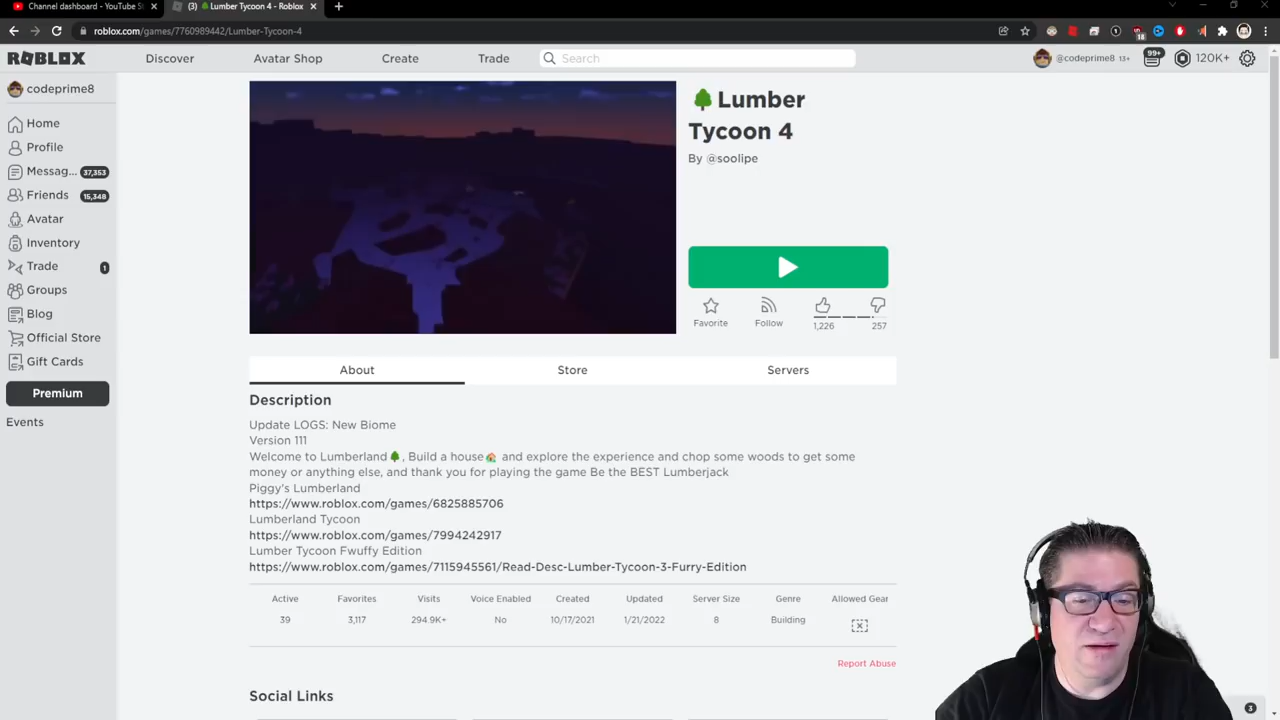 Channel dashboard - YouTube S
(3) 🌲Lumber Tycoon 4 - Roblox
roblox.com/games/7760989442/Lumber-Tycoon-4
18
ROBLOX
Discover
Avatar Shop
Create
Trade
Search
@codeprime8 13+
99+
120K+
codeprime8
Home
Profile
Messag... 37,353
Friends 15,348
Avatar
Inventory
Trade 1
Groups
Blog
Official Store
Gift Cards
Premium
Events
🌲Lumber
Tycoon 4
By @soolipe
Favorite
Follow
1,226
257
About
Store
Servers
Description
Update LOGS: New Biome
Version 111
Welcome to Lumberland🌲, Build a house🏠 and explore the experience and chop some woods to get some
money or anything else, and thank you for playing the game Be the BEST Lumberjack
Piggy's Lumberland
https://www.roblox.com/games/6825885706
Lumberland Tycoon
https://www.roblox.com/games/7994242917
Lumber Tycoon Fwuffy Edition
https://www.roblox.com/games/7115945561/Read-Desc-Lumber-Tycoon-3-Furry-Edition
Active Favorites Visits Voice Enabled Created Updated Server Size Genre Allowed Gear
39 3,117 294.9K+ No 10/17/2021 1/21/2022 8 Building
Report Abuse
Social Links
3